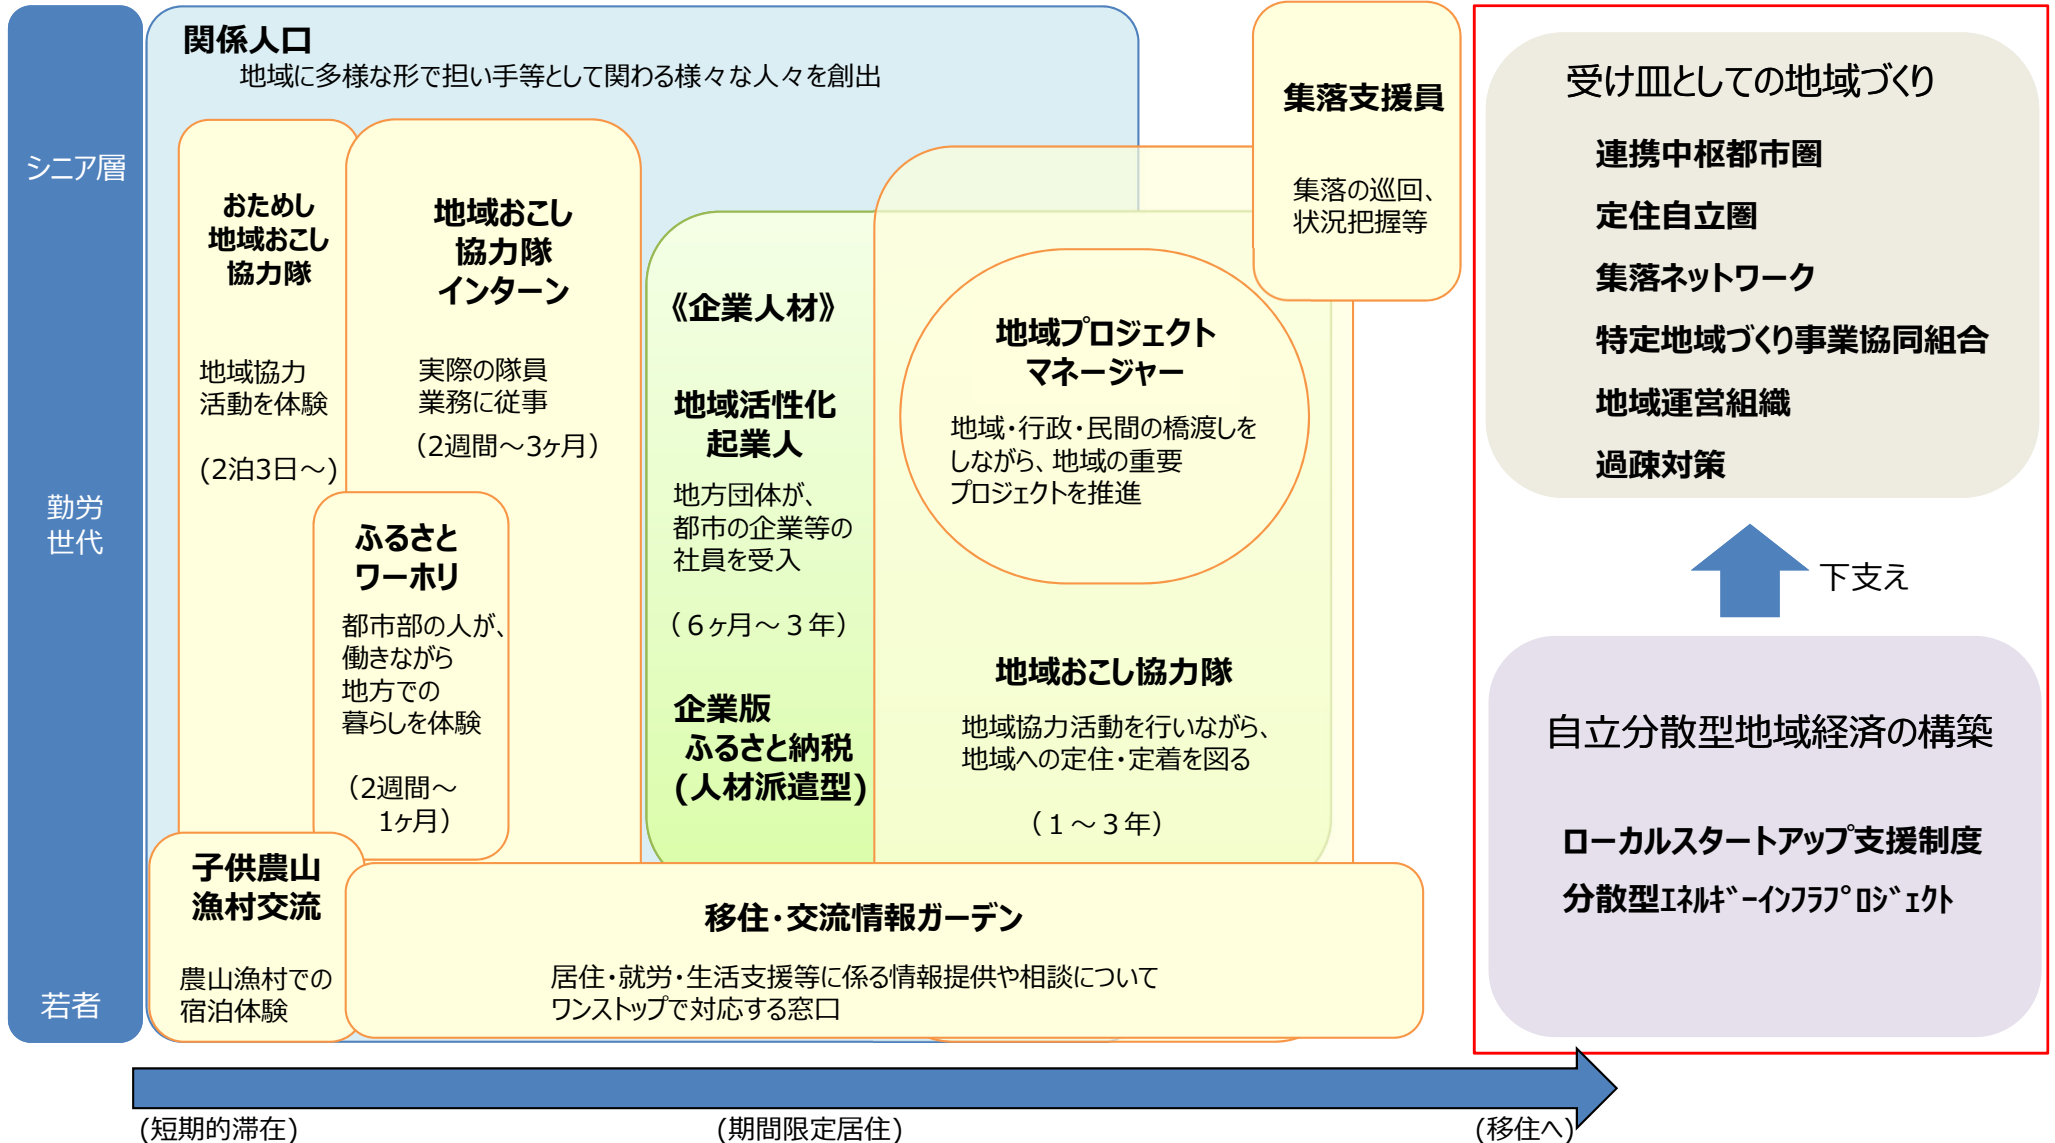 シニア層
勤労
世代
若者
関係人口
地域に多様な形で担い手等として関わる様々な人々を創出
おためし
地域おこし
協力隊
地域協力
活動を体験
(2泊3日～)
地域おこし
協力隊
インターン
実際の隊員
業務に従事
（2週間～3ヶ月）
ふるさと
ワーホリ
都市部の人が、
働きながら
地方での
暮らしを体験
（2週間～
1ヶ月）
子供農山
漁村交流
農山漁村での
宿泊体験
《企業人材》
地域活性化
起業人
地方団体が、
都市の企業等の
社員を受入
（６ヶ月～３年）
企業版
ふるさと納税
(人材派遣型)
地域プロジェクト
マネージャー
地域・行政・民間の橋渡しを
しながら、地域の重要
プロジェクトを推進
地域おこし協力隊
地域協力活動を行いながら、
地域への定住・定着を図る
（１～３年）
集落支援員
集落の巡回、
状況把握等
移住・交流情報ガーデン
居住・就労・生活支援等に係る情報提供や相談について
ワンストップで対応する窓口
受け皿としての地域づくり
連携中枢都市圏
定住自立圏
集落ネットワーク
特定地域づくり事業協同組合
地域運営組織
過疎対策
下支え
自立分散型地域経済の構築
ローカルスタートアップ支援制度
分散型ｴﾈﾙｷﾞｰｲﾝﾌﾗﾌﾟﾛｼﾞｪｸﾄ
(短期的滞在)
(期間限定居住)
(移住へ)